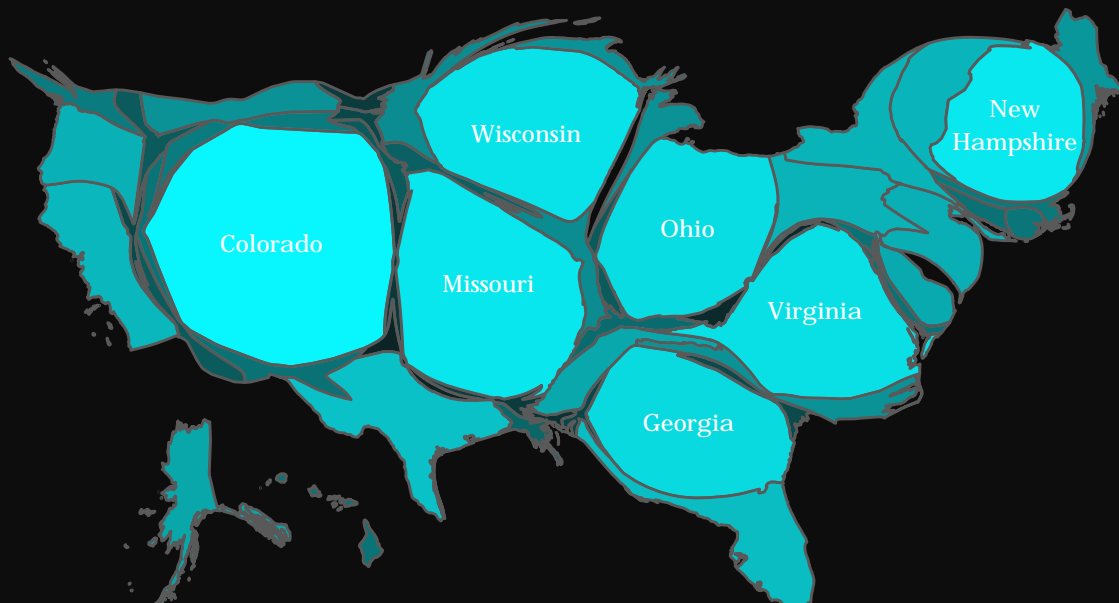 New
Hampshire
Wisconsin
Ohio
Colorado
Missouri
Virginia
Georgia